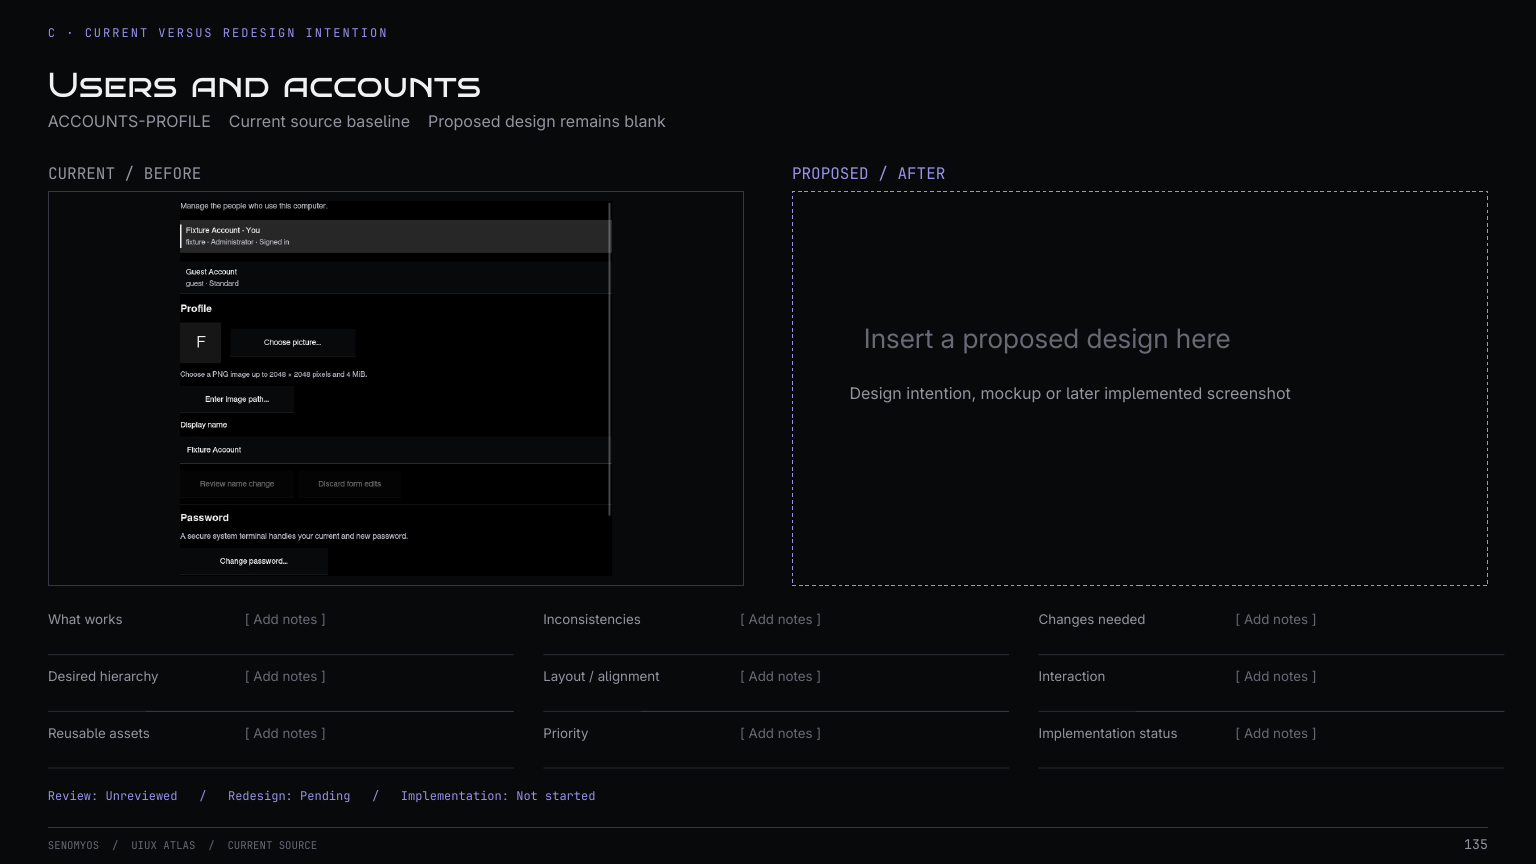 C · CURRENT VERSUS REDESIGN INTENTION
Users and accounts
ACCOUNTS-PROFILE Current source baseline Proposed design remains blank
CURRENT / BEFORE
Manage the people who use this computer.
Fixture Account · You
fixture · Administrator · Signed in
Guest Account
guest · Standard
Profile
F
Choose picture...
Choose a PNG image up to 2048 × 2048 pixels and 4 MiB.
Enter image path...
Display name
Fixture Account
Review name change
Discard form edits
Password
A secure system terminal handles your current and new password.
Change password...
PROPOSED / AFTER
Insert a proposed design here
Design intention, mockup or later implemented screenshot
What works [ Add notes ]
Inconsistencies [ Add notes ]
Changes needed [ Add notes ]
Desired hierarchy [ Add notes ]
Layout / alignment [ Add notes ]
Interaction [ Add notes ]
Reusable assets [ Add notes ]
Priority [ Add notes ]
Implementation status [ Add notes ]
Review: Unreviewed / Redesign: Pending / Implementation: Not started
SENOMYOS / UIUX ATLAS / CURRENT SOURCE
135